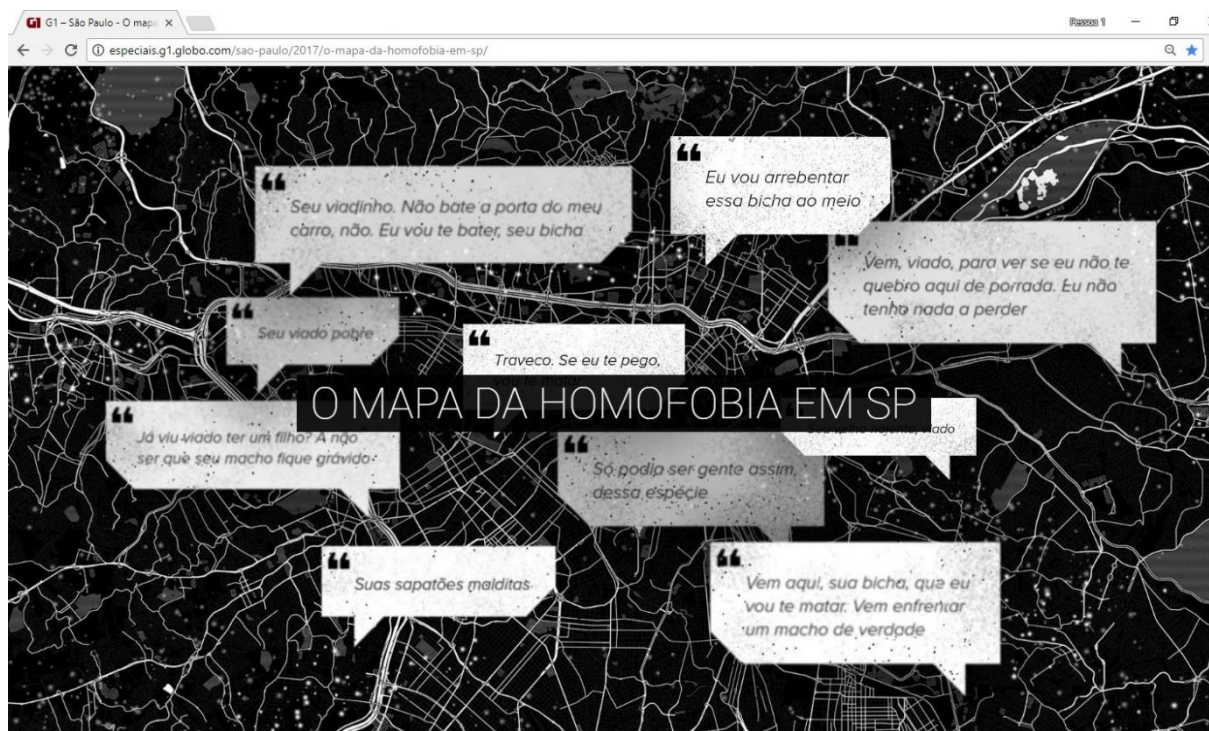 G1 – São Paulo - O mapa
Pessoa 1
especiais.g1.globo.com/sao-paulo/2017/o-mapa-da-homofobia-em-sp/
“
Seu viadinho. Não bate a porta do meu
carro, não. Eu vou te bater, seu bicha
“
Eu vou arrebentar
essa bicha ao meio
“
Vem, viado, para ver se eu não te
quebro aqui de porrada. Eu não
tenho nada a perder
“
Seu viado pobre
“
Traveco. Se eu te pego,
vou te matar
O MAPA DA HOMOFOBIA EM SP
“
Já viu viado ter um filho? A não
ser que seu macho fique grávido
viado
“
Só podia ser gente assim,
dessa espécie
“
Suas sapatões malditas
“
Vem aqui, sua bicha, que eu
vou te matar. Vem enfrentar
um macho de verdade